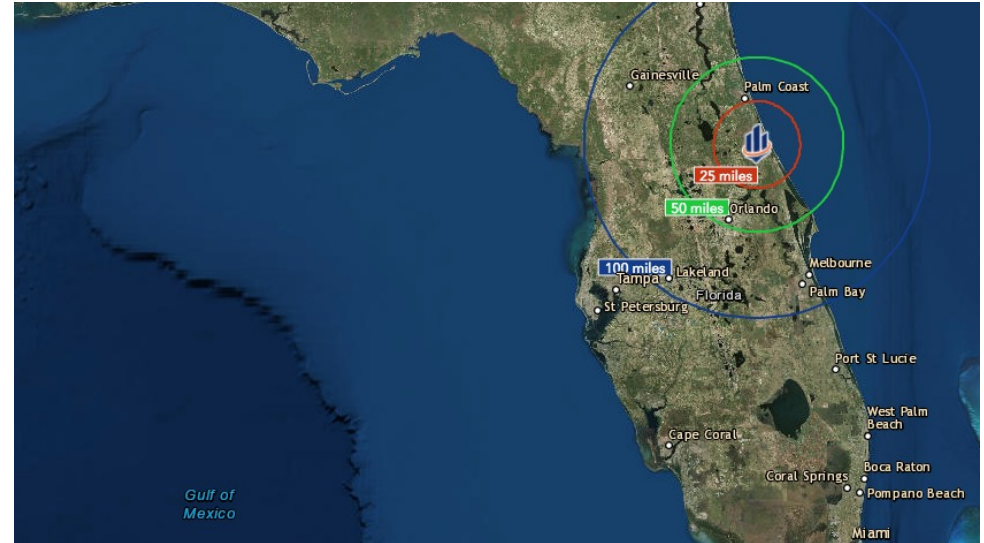 Gainesville
Palm Coast
25 miles
50 miles
Orlando
100 miles
Tampa
Lakeland
Melbourne
Florida
Palm Bay
St Petersburg
Port St Lucie
West Palm
Beach
Cape Coral
Boca Raton
Coral Springs
Pompano Beach
Gulf of
Mexico
Miami